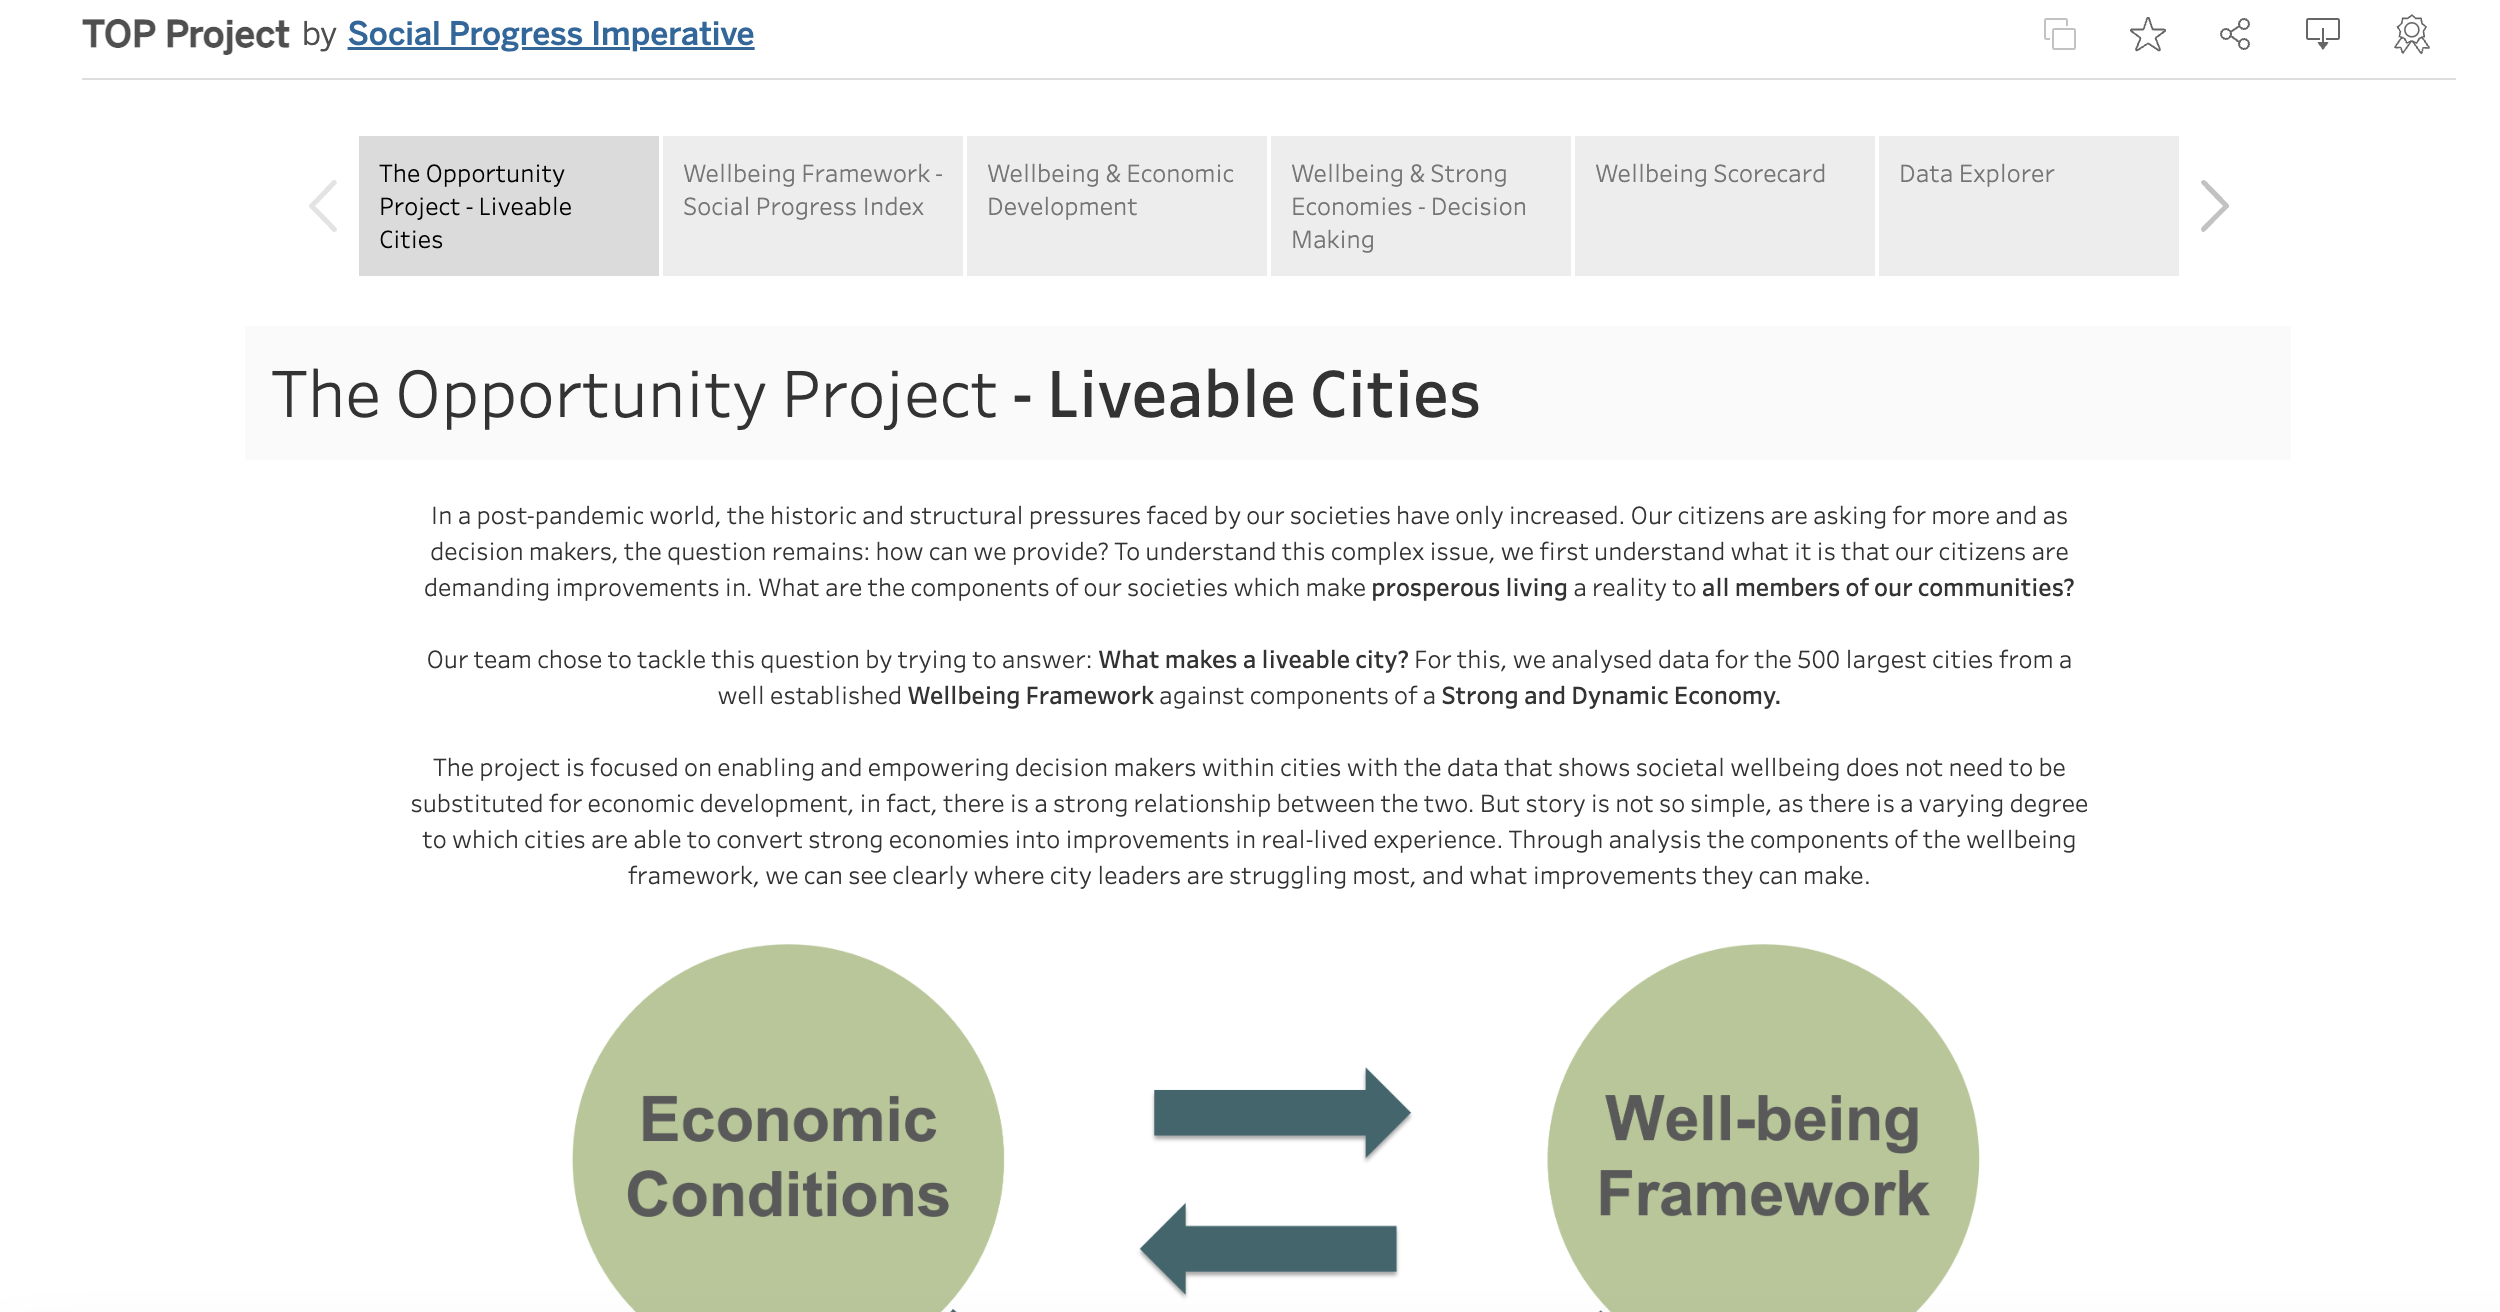 TOP Project by Social Progress Imperative
The Opportunity
Project - Liveable
Cities
Wellbeing Framework -
Social Progress Index
Wellbeing & Economic
Development
Wellbeing & Strong
Economies - Decision
Making
Wellbeing Scorecard
Data Explorer
The Opportunity Project - Liveable Cities
In a post-pandemic world, the historic and structural pressures faced by our societies have only increased. Our citizens are asking for more and as
decision makers, the question remains: how can we provide? To understand this complex issue, we first understand what it is that our citizens are
demanding improvements in. What are the components of our societies which make prosperous living a reality to all members of our communities?
Our team chose to tackle this question by trying to answer: What makes a liveable city? For this, we analysed data for the 500 largest cities from a
well established Wellbeing Framework against components of a Strong and Dynamic Economy.
The project is focused on enabling and empowering decision makers within cities with the data that shows societal wellbeing does not need to be
substituted for economic development, in fact, there is a strong relationship between the two. But story is not so simple, as there is a varying degree
to which cities are able to convert strong economies into improvements in real-lived experience. Through analysis the components of the wellbeing
framework, we can see clearly where city leaders are struggling most, and what improvements they can make.
Economic
Conditions
Well-being
Framework